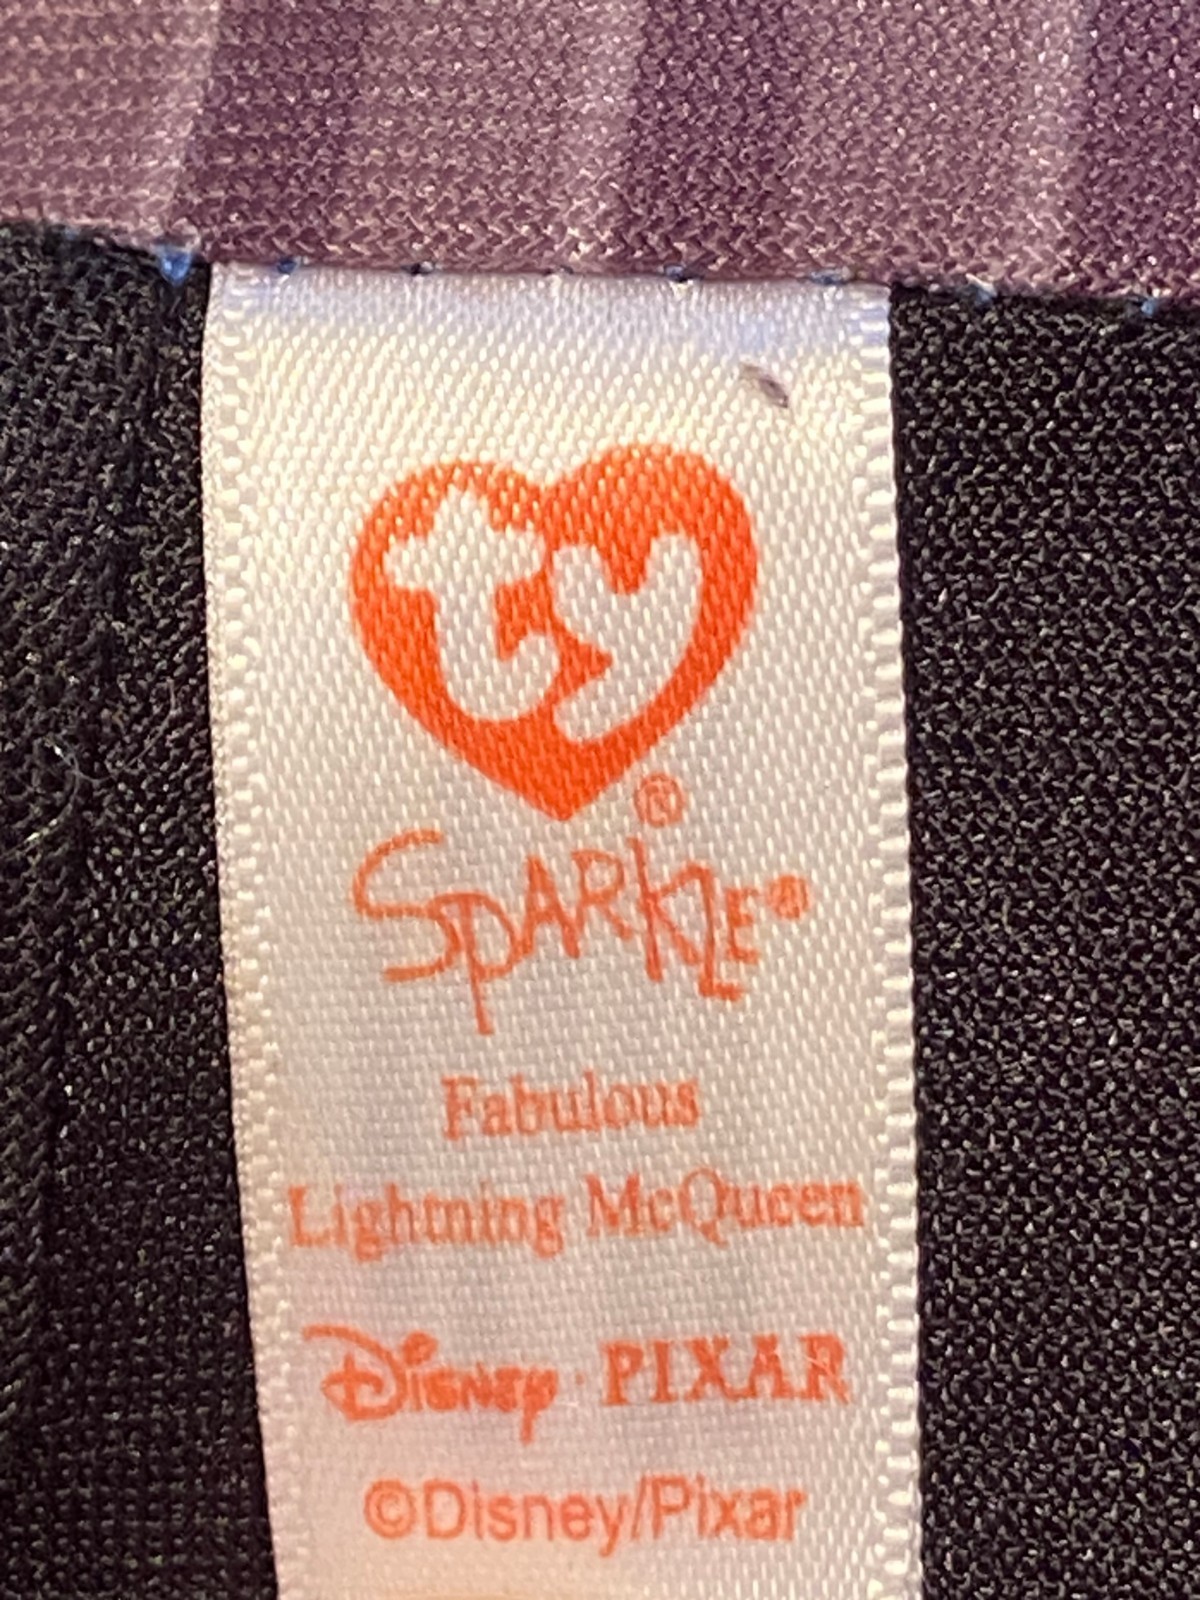 ty®
SpARKLE®
Fabulous
Lightning McQueen
Disney · PIXAR
©Disney/Pixar